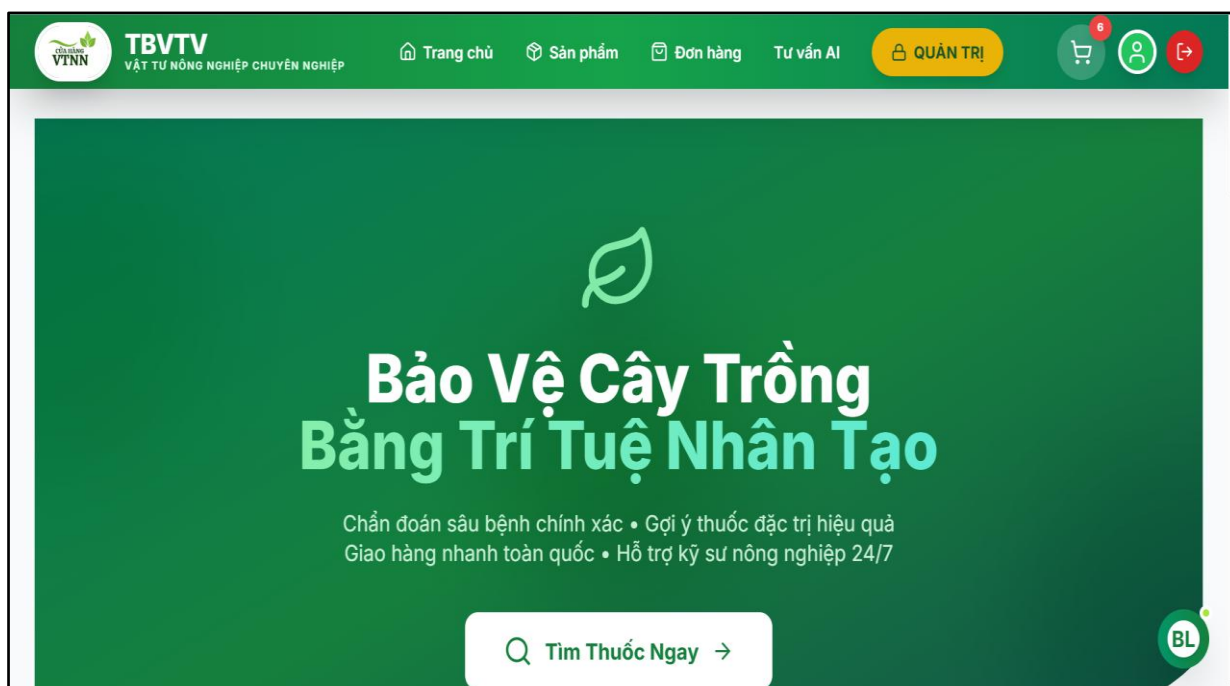 CỬA HÀNG
VTNN
TBVTV
VẬT TƯ NÔNG NGHIỆP CHUYÊN NGHIỆP
Trang chủ
Sản phẩm
Đơn hàng
Tư vấn AI
QUẢN TRỊ
6
Bảo Vệ Cây Trồng
Bằng Trí Tuệ Nhân Tạo
Chẩn đoán sâu bệnh chính xác • Gợi ý thuốc đặc trị hiệu quả
Giao hàng nhanh toàn quốc • Hỗ trợ kỹ sư nông nghiệp 24/7
Tìm Thuốc Ngay →
BL